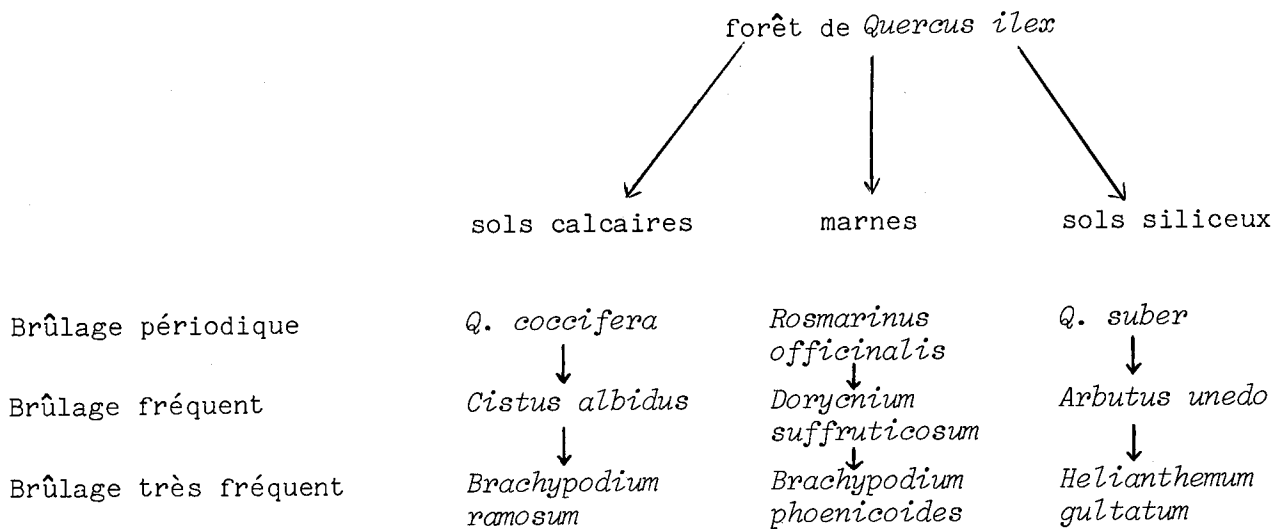 forêt de Quercus ilex
sols calcaires marnes sols siliceux
Brûlage périodique Q. coccifera Rosmarinus officinalis Q. suber
Brûlage fréquent Cistus albidus Dorycnium suffruticosum Arbutus unedo
Brûlage très fréquent Brachypodium ramosum Brachypodium phoenicoides Helianthemum gultatum